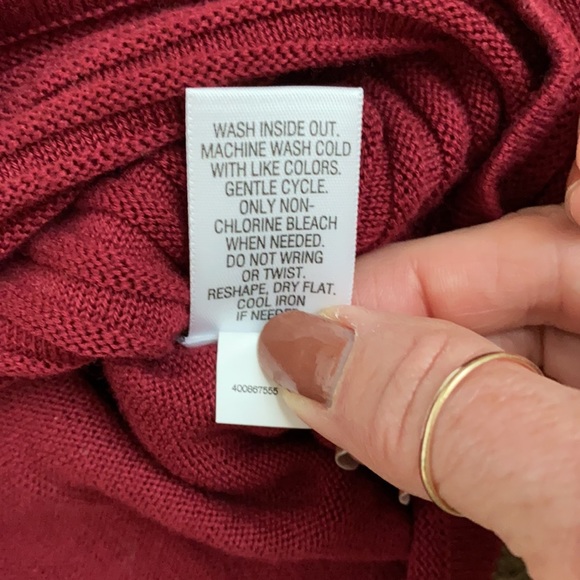 WASH INSIDE OUT.
MACHINE WASH COLD
WITH LIKE COLORS.
GENTLE CYCLE.
ONLY NON-
CHLORINE BLEACH
WHEN NEEDED.
DO NOT WRING
OR TWIST.
RESHAPE, DRY FLAT.
COOL IRON
IF
400867555